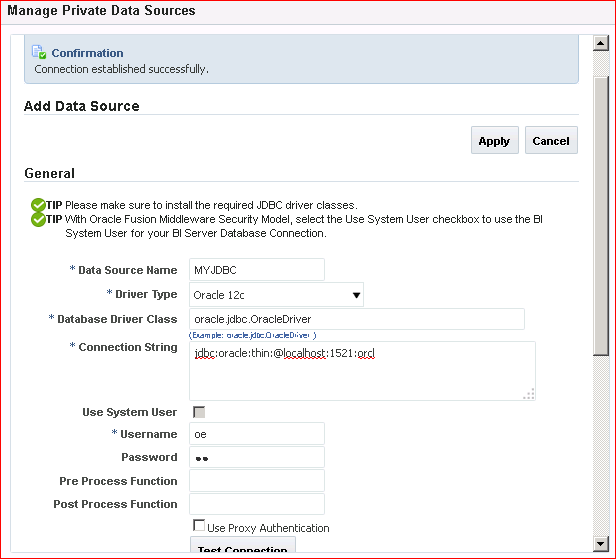 Manage Private Data Sources
Confirmation
Connection established successfully.
Add Data Source
Apply Cancel
General
TIP Please make sure to install the required JDBC driver classes.
TIP With Oracle Fusion Middleware Security Model, select the Use System User checkbox to use the BI
System User for your BI Server Database Connection.
* Data Source Name MYJDBC
* Driver Type Oracle 12c
* Database Driver Class oracle.jdbc.OracleDriver
(Example: oracle.jdbc.OracleDriver )
* Connection String jdbc:oracle:thin:@localhost:1521:orcl
Use System User
* Username oe
Password ●●
Pre Process Function
Post Process Function
Use Proxy Authentication
Test Connection